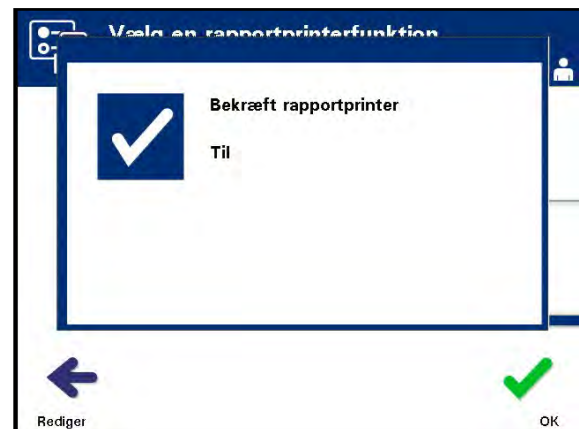 Vælg en rapportprinterfunktion
Bekræft rapportprinter
Til
Rediger
OK